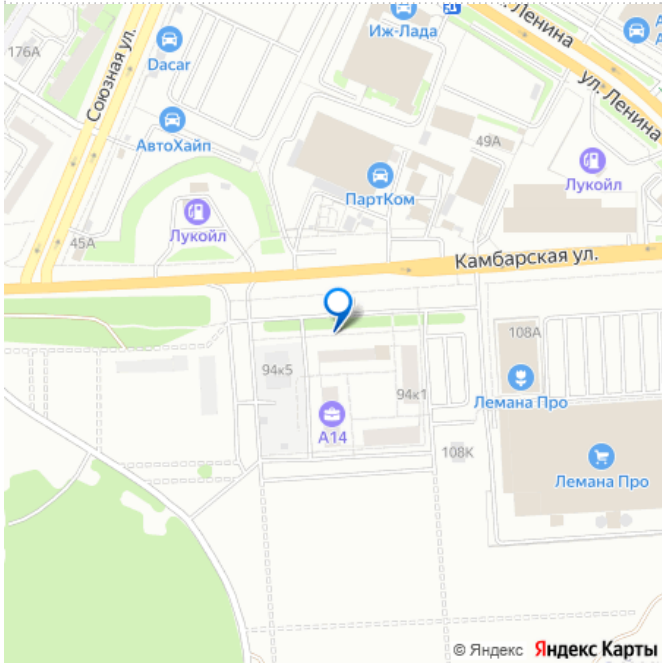 Иж-Лада
ул. Ленина
ул. Ленина
176А
Союзная ул.
Dacar
АвтоХайп
49А
ПартКом
Лукойл
Лукойл
45А
Камбарская ул.
108А
94к5
94к1
Лемана Про
А14
108К
Лемана Про
© Яндекс Яндекс Карты